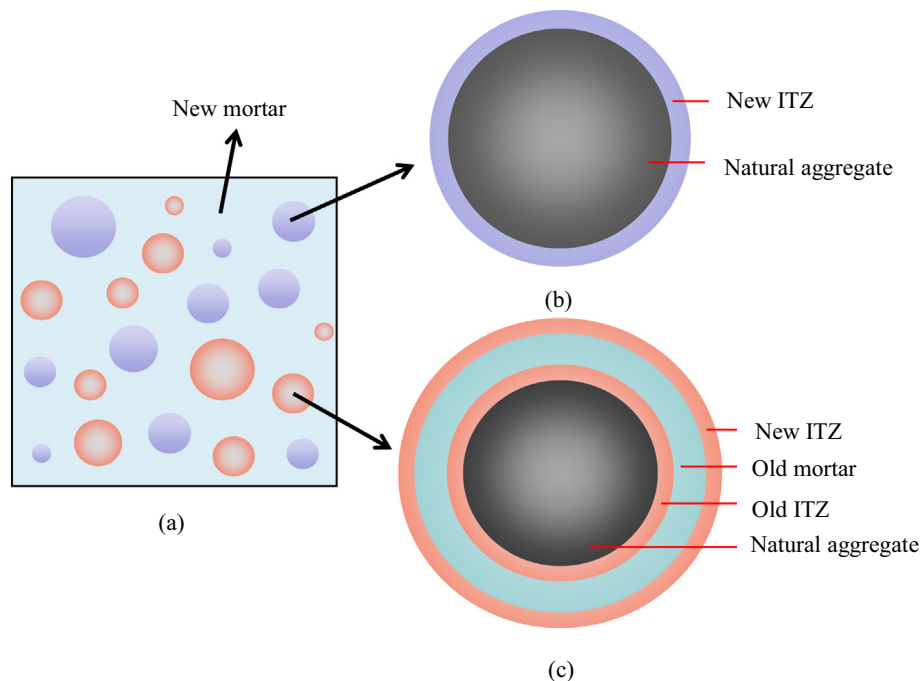 New mortar
New ITZ
Natural aggregate
(b)
New ITZ
Old mortar
Old ITZ
Natural aggregate
(a)
(c)